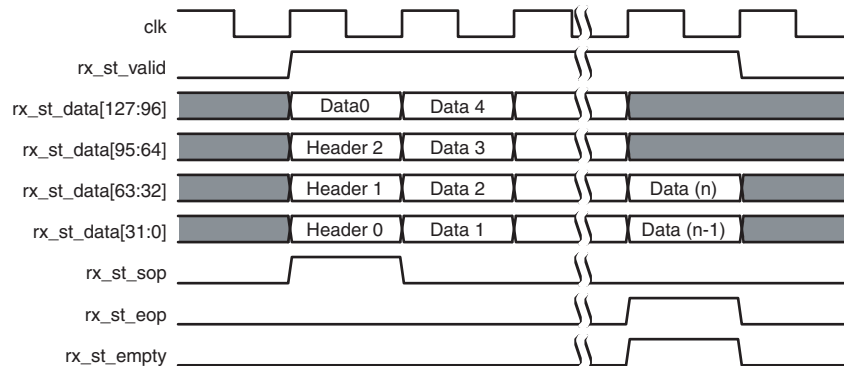 clk
rx_st_valid
rx_st_data[127:96] Data0 Data 4
rx_st_data[95:64] Header 2 Data 3
rx_st_data[63:32] Header 1 Data 2 Data (n)
rx_st_data[31:0] Header 0 Data 1 Data (n-1)
rx_st_sop
rx_st_eop
rx_st_empty